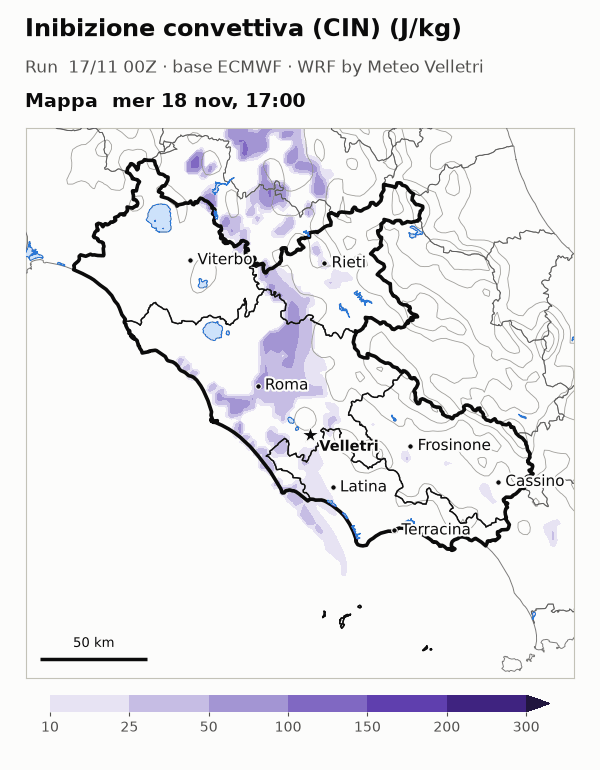 Inibizione convettiva (CIN) (J/kg)
Run  17/11 00Z · base ECMWF · WRF by Meteo Velletri
Mappa  mer 18 nov, 17:00
Viterbo
Rieti
Roma
Velletri
Frosinone
Cassino
Latina
Terracina
50 km
10 25 50 100 150 200 300